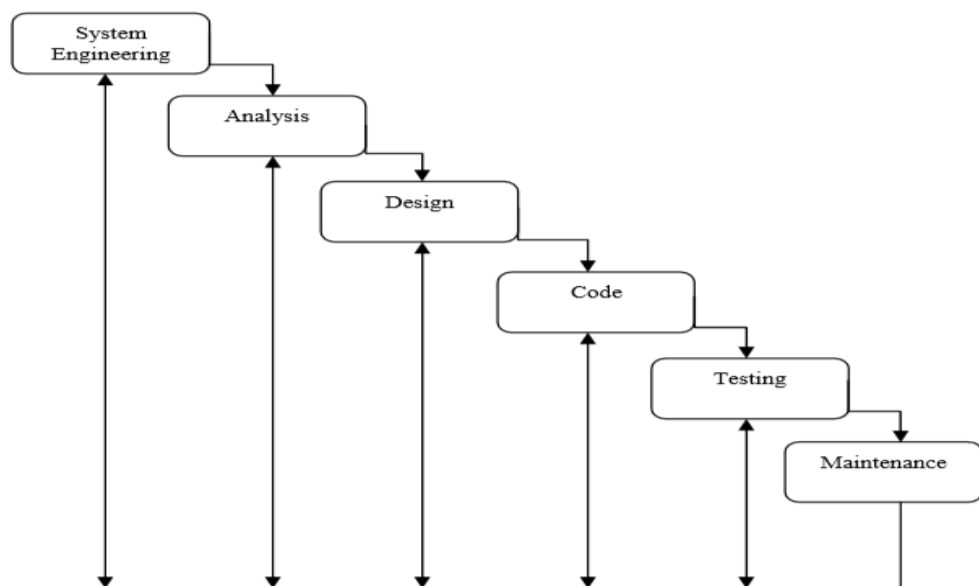 System
Engineering
Analysis
Design
Code
Testing
Maintenance